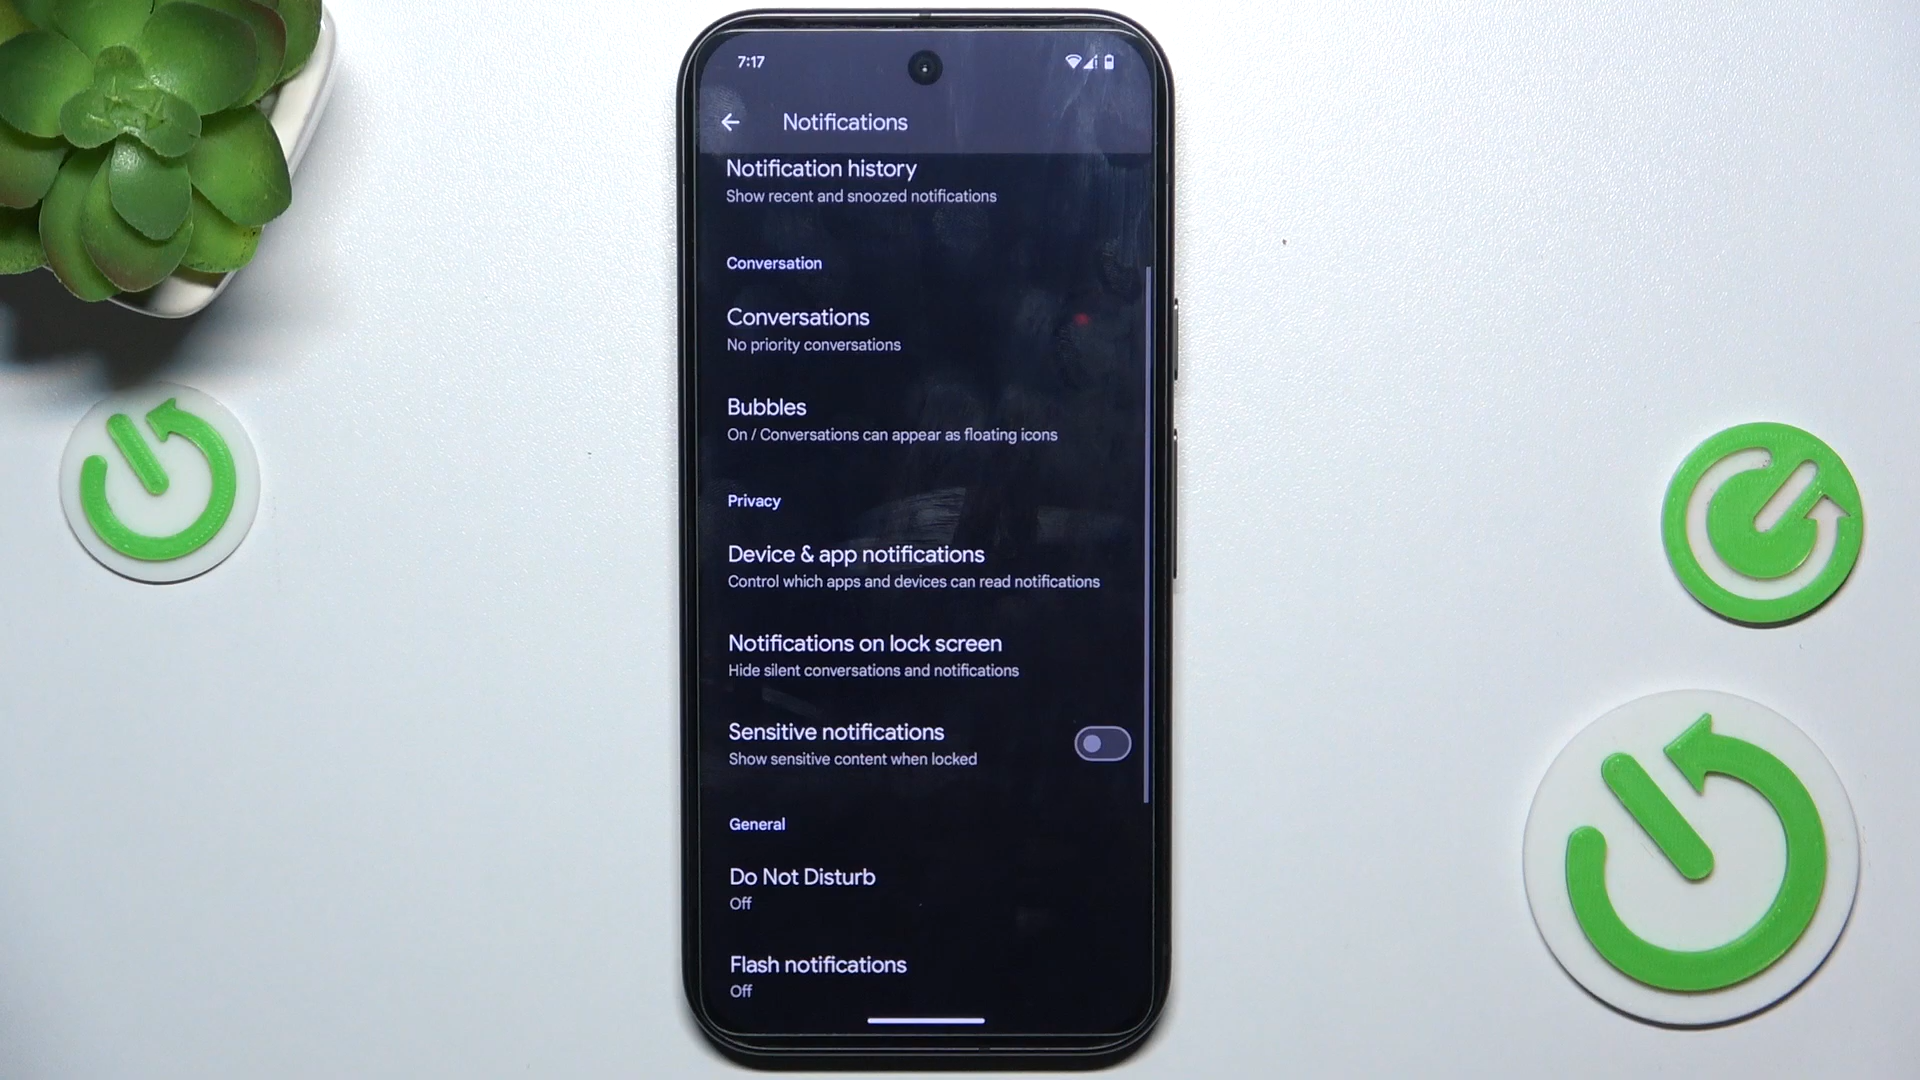 7:17
Notifications
Notification history
Show recent and snoozed notifications
Conversation
Conversations
No priority conversations
Bubbles
On / Conversations can appear as floating icons
Privacy
Device & app notifications
Control which apps and devices can read notifications
Notifications on lock screen
Hide silent conversations and notifications
Sensitive notifications
Show sensitive content when locked
General
Do Not Disturb
Off
Flash notifications
Off